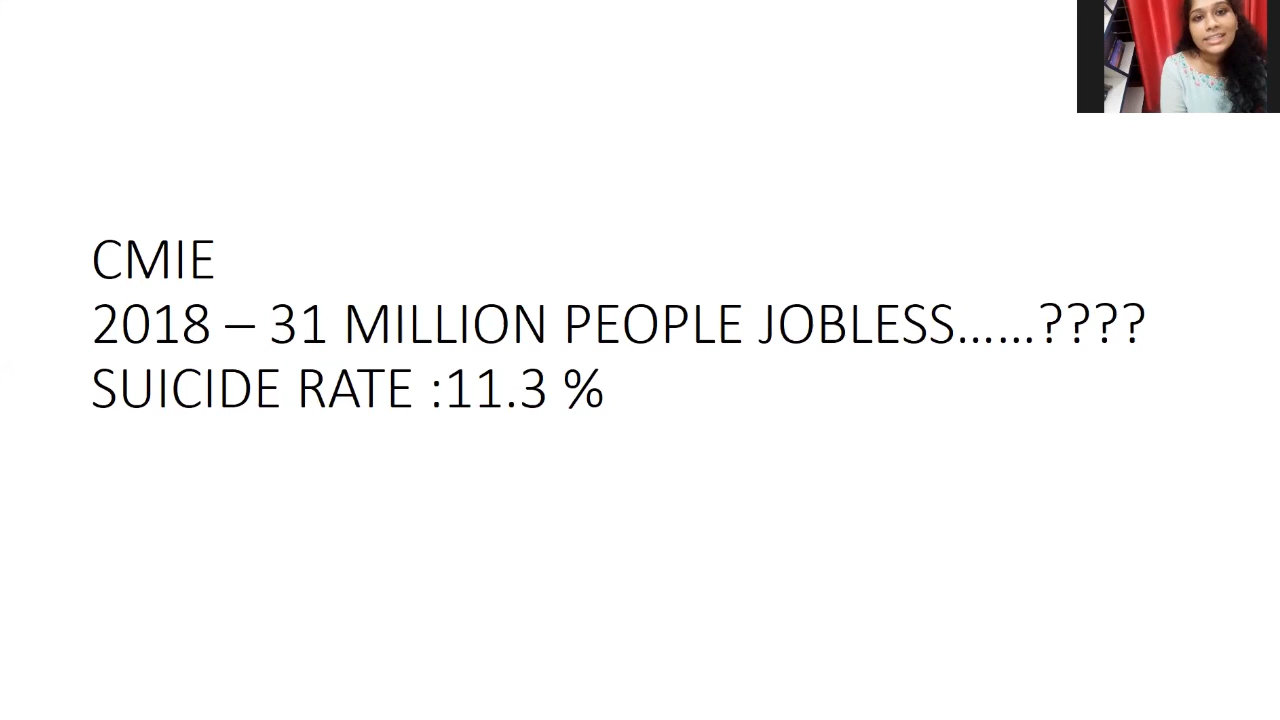 CMIE
2018 – 31 MILLION PEOPLE JOBLESS……????
SUICIDE RATE :11.3 %